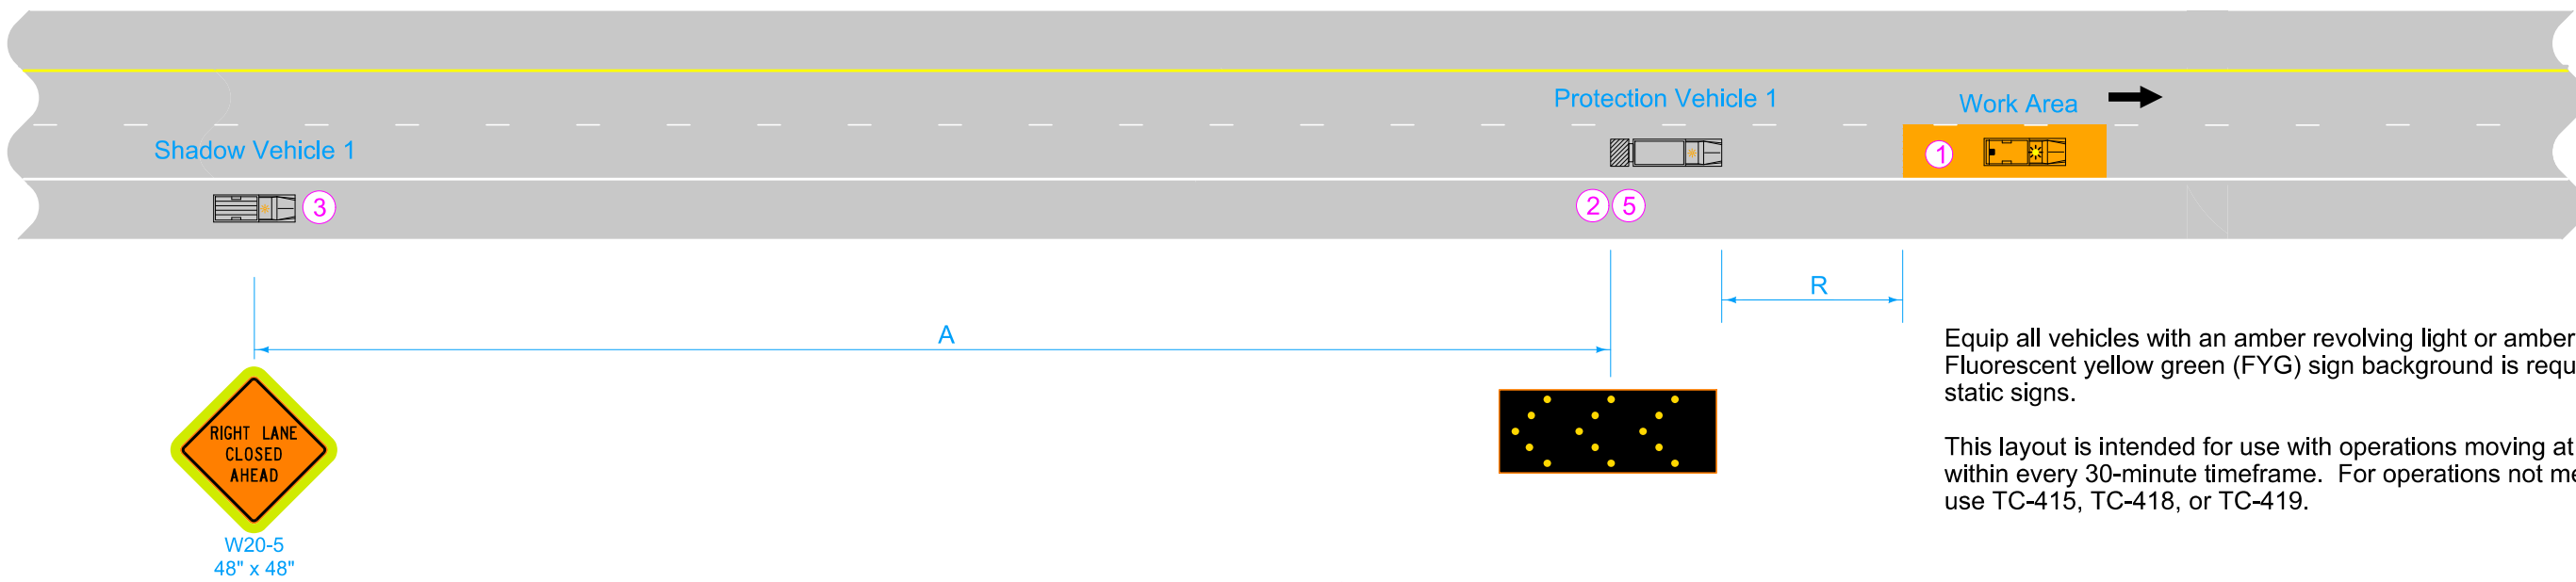 Protection Vehicle 1
Work Area
Shadow Vehicle 1
1
3
2 5
R
A
Equip all vehicles with an amber revolving light or amber
Fluorescent yellow green (FYG) sign background is requ
static signs.
This layout is intended for use with operations moving at
within every 30-minute timeframe. For operations not me
use TC-415, TC-418, or TC-419.
RIGHT LANE
CLOSED
AHEAD
W20-5
48" x 48"